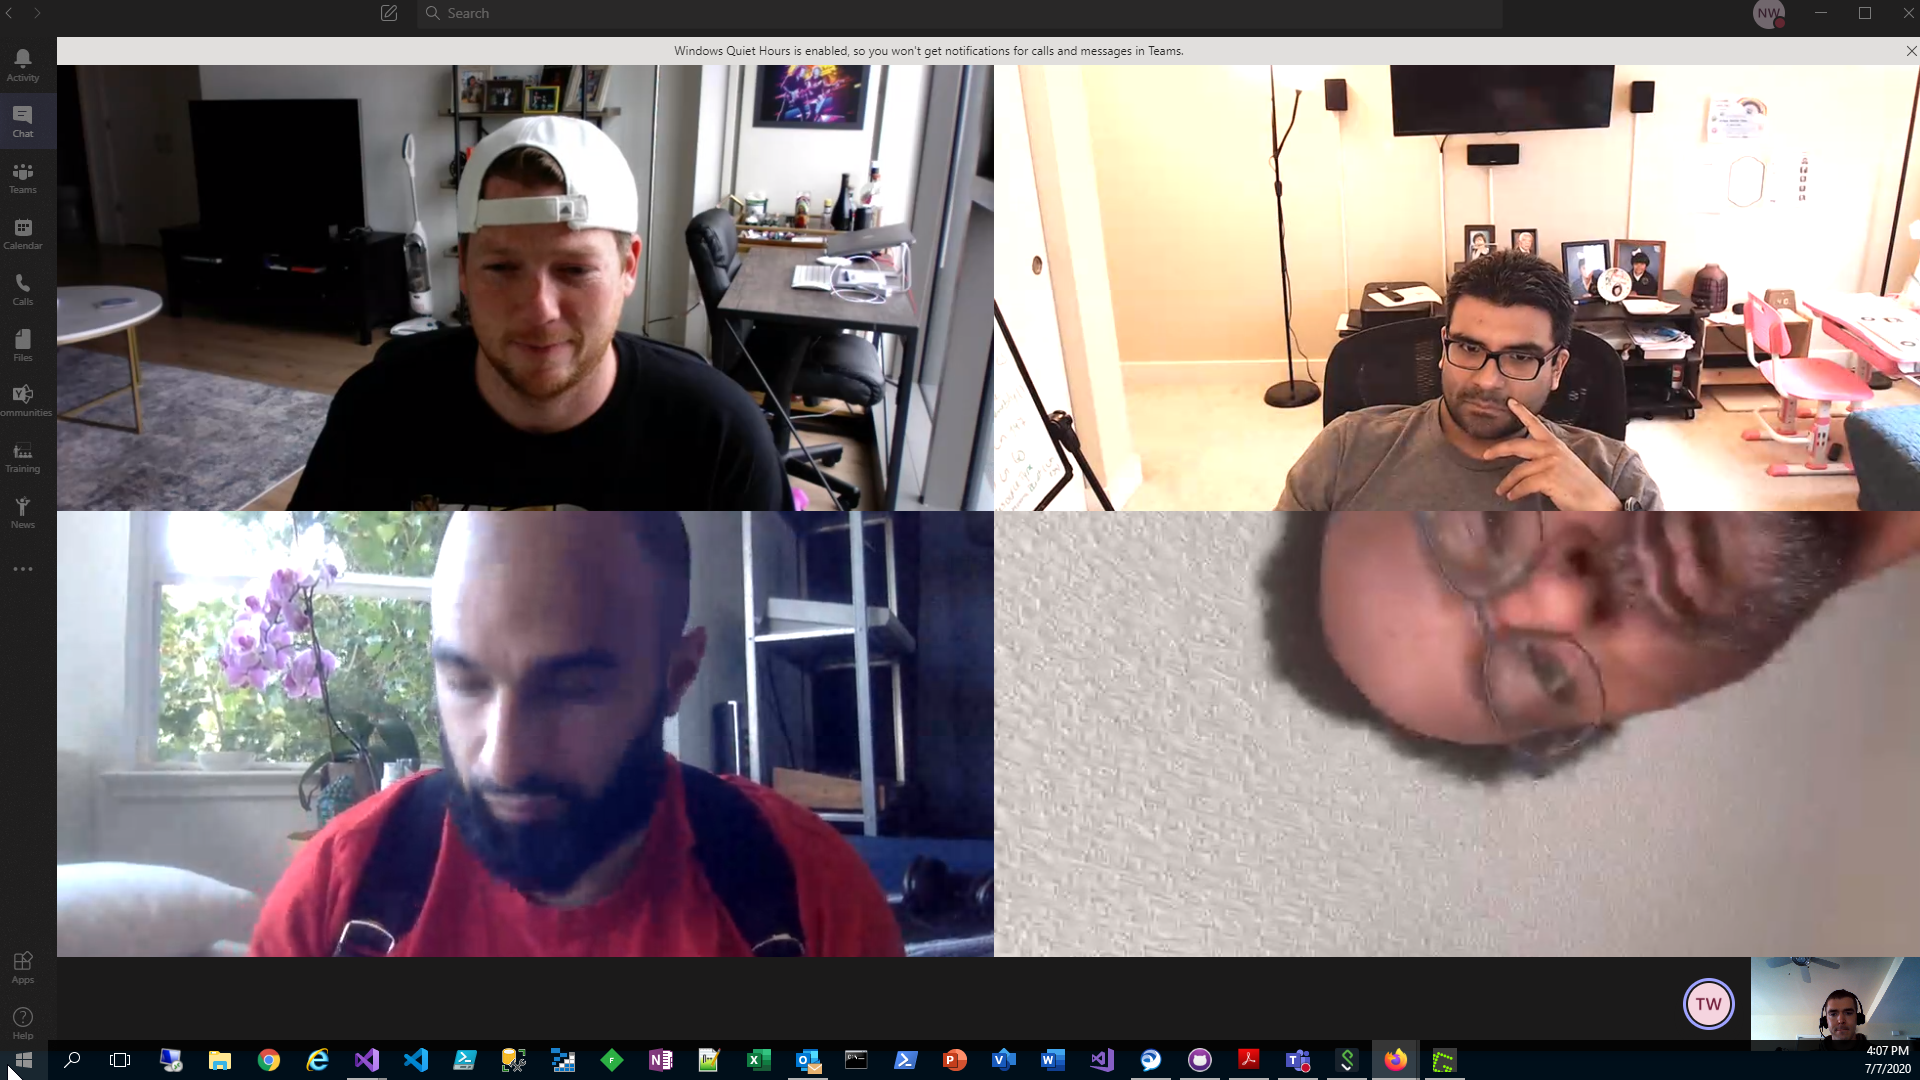 Search
NW
Windows Quiet Hours is enabled, so you won't get notifications for calls and messages in Teams.
Activity
Chat
Teams
Calendar
Calls
Files
ommunities
Training
News
Apps
Help
TW
4:07 PM
7/7/2020